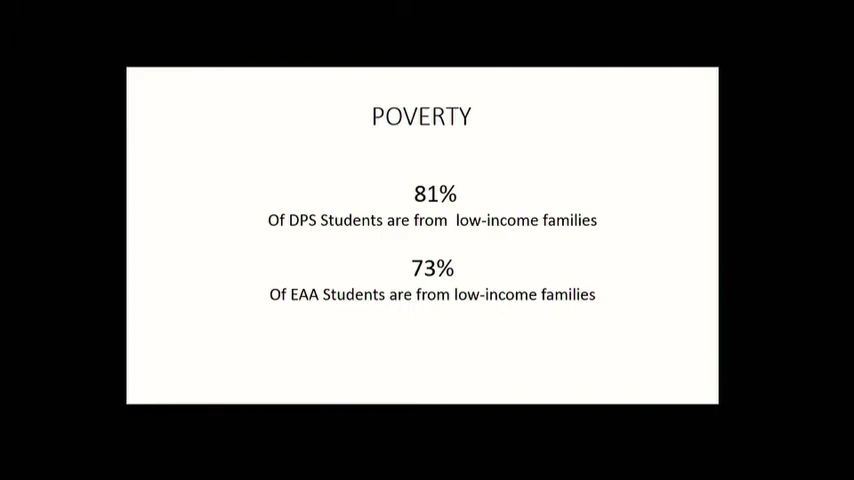 POVERTY
81%
Of DPS Students are from  low-income families
73%
Of EAA Students are from low-income families